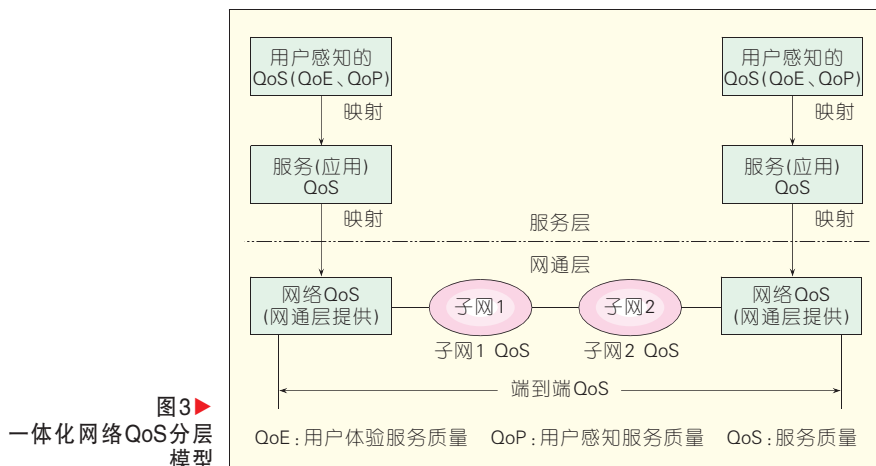 用户感知的
QoS(QoE、QoP)
映射
服务(应用)
QoS
映射
用户感知的
QoS(QoE、QoP)
映射
服务(应用)
QoS
映射
服务层
网通层
网络QoS
(网通层提供)
子网1
子网1 QoS
子网2
子网2 QoS
网络QoS
(网通层提供)
端到端QoS
QoE:用户体验服务质量 QoP:用户感知服务质量 QoS:服务质量
图3▶
一体化网络QoS分层
模型